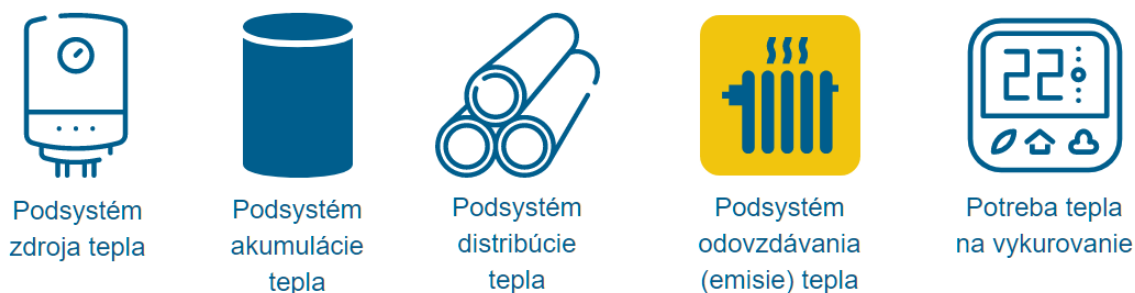 22
Podsystém
zdroja tepla
Podsystém
akumulácie
tepla
Podsystém
distribúcie
tepla
Podsystém
odovzdávania
(emisie) tepla
Potreba tepla
na vykurovanie